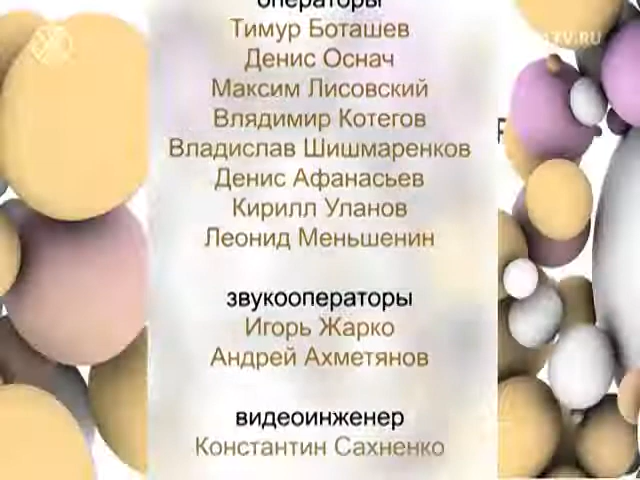 операторы
Тимур Боташев
Денис Оснач
Максим Лисовский
Влядимир Котегов
Владислав Шишмаренков
Денис Афанасьев
Кирилл Уланов
Леонид Меньшенин
звукооператоры
Игорь Жарко
Андрей Ахметянов
видеоинженер
Константин Сахненко